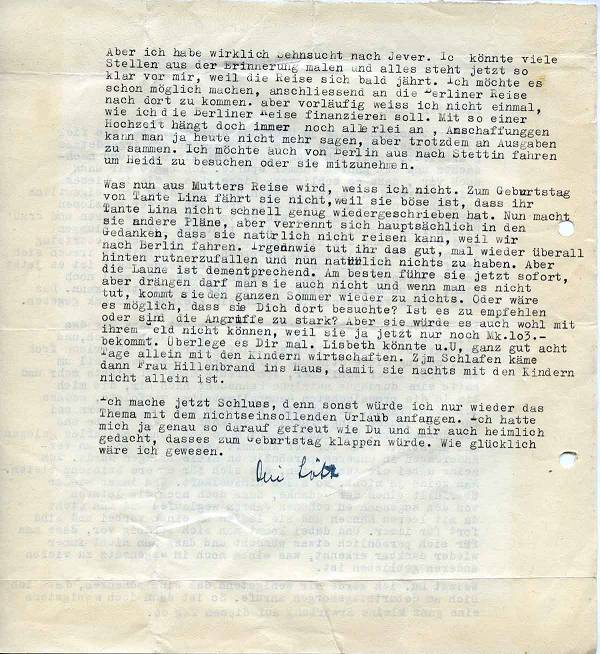 Aber ich habe wirklich Sehnsucht nach Jever. Ic könnte viele
Stellen aus der Erinnerung malen und alles steht jetzt so
klar vor mir, weil die Reise sich bald jährt. Ich möchte es
schon möglich machen, anschliessend an die Berliner Reise
nach dort zu kommen. aber vorläufig weiss ich nicht einmal,
wie ich die Berliner Reise finanzieren soll. Mit so einer
Hochzeit hängt doch immer noch allerlei an , Amschaffunggen
kann man ja heute nicht mehr sagen, aber trotzdem an Ausgaben
zu sammen. Ich möchte auch von Berlin aus nach Stettin fahren
um Heidi zu besuchen oder sie mitzunehmen.
Was nun aus Mutters Reise wird, weiss ich nicht. Zum Geburtstag
von Tante Lina fährt sie nicht,weil sie böse ist, dass ihr
Tante Lina nicht schnell genug wiedergeschrieben hat. Nun macht
sie andere Pläne, aber verrennt sich hauptsächlich in den
Gedanken, dass sie natürlich nicht reisen kann, weil wir
nach Berlin fahren. Irgenwwie tut ihr das gut, mal wieder überall
hinten rutnerzufallen und nun natürlich nichts zu haben. Aber
die Laune ist dementprechend. Am besten führe sie jetzt sofort,
aber drängen darf man sie auch nicht und wenn man es nicht
tut, kommt sieden ganzen Sommer wieder zu nichts. Oder wäre
es möglich, dass sie Dich dort besuchte? Ist es zu empfehlen
oder sind die Angriffe zu stark? Aber sie würde es auch wohl mit
ihrem Geld nicht können, weil sie ja jetzt nur noch Mk.103.-
bekommt. Überlege es Dir mal. Lisbeth könnte u.U, ganz gut acht
Tage allein mit den Kindern wirtschaften. Zjm Schlafen käme
dann Frau Hillenbrand ins Haus, damit sie nachts mit den Kindern
nicht allein ist.
Ich mache jetzt Schluss, denn sonst würde ich nur wieder das
Thema mit dem nichtseinsollenden Urlaub anfangen. Ich hatte
mich ja genau so darauf gefreut wie Du und mir auch heimlich
gedacht, dasses zum Geburtstag klappen würde. Wie glücklich
wäre ich gewesen.